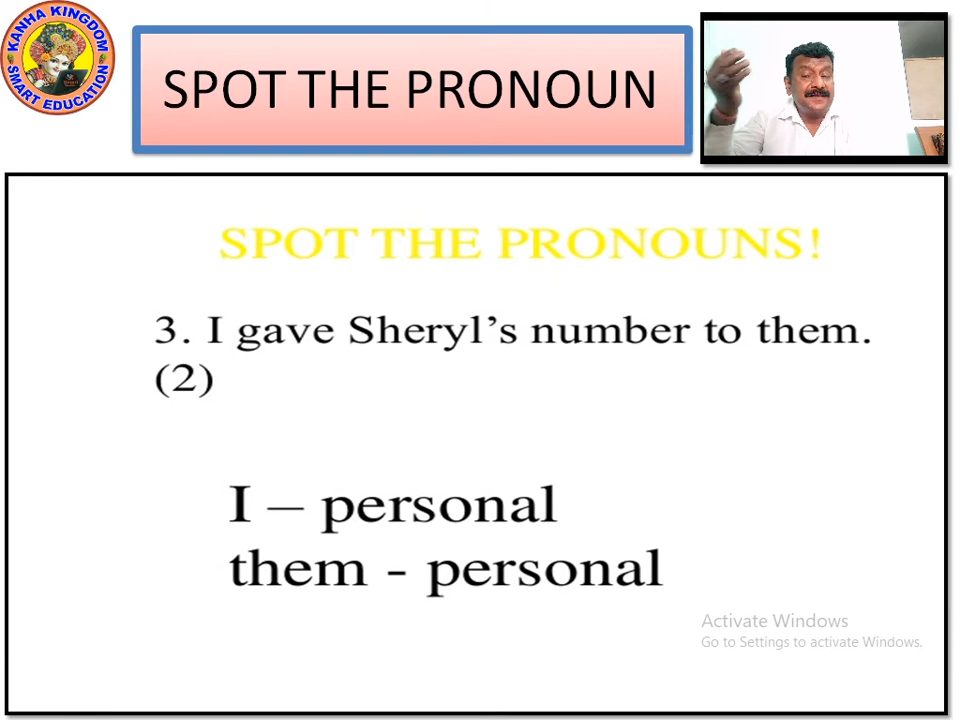 KANHA KINGDOM
SMART EDUCATION
SPOT THE PRONOUN
SPOT THE PRONOUNS!
3. I gave Sheryl’s number to them.
(2)
I – personal
them - personal
Activate Windows
Go to Settings to activate Windows.